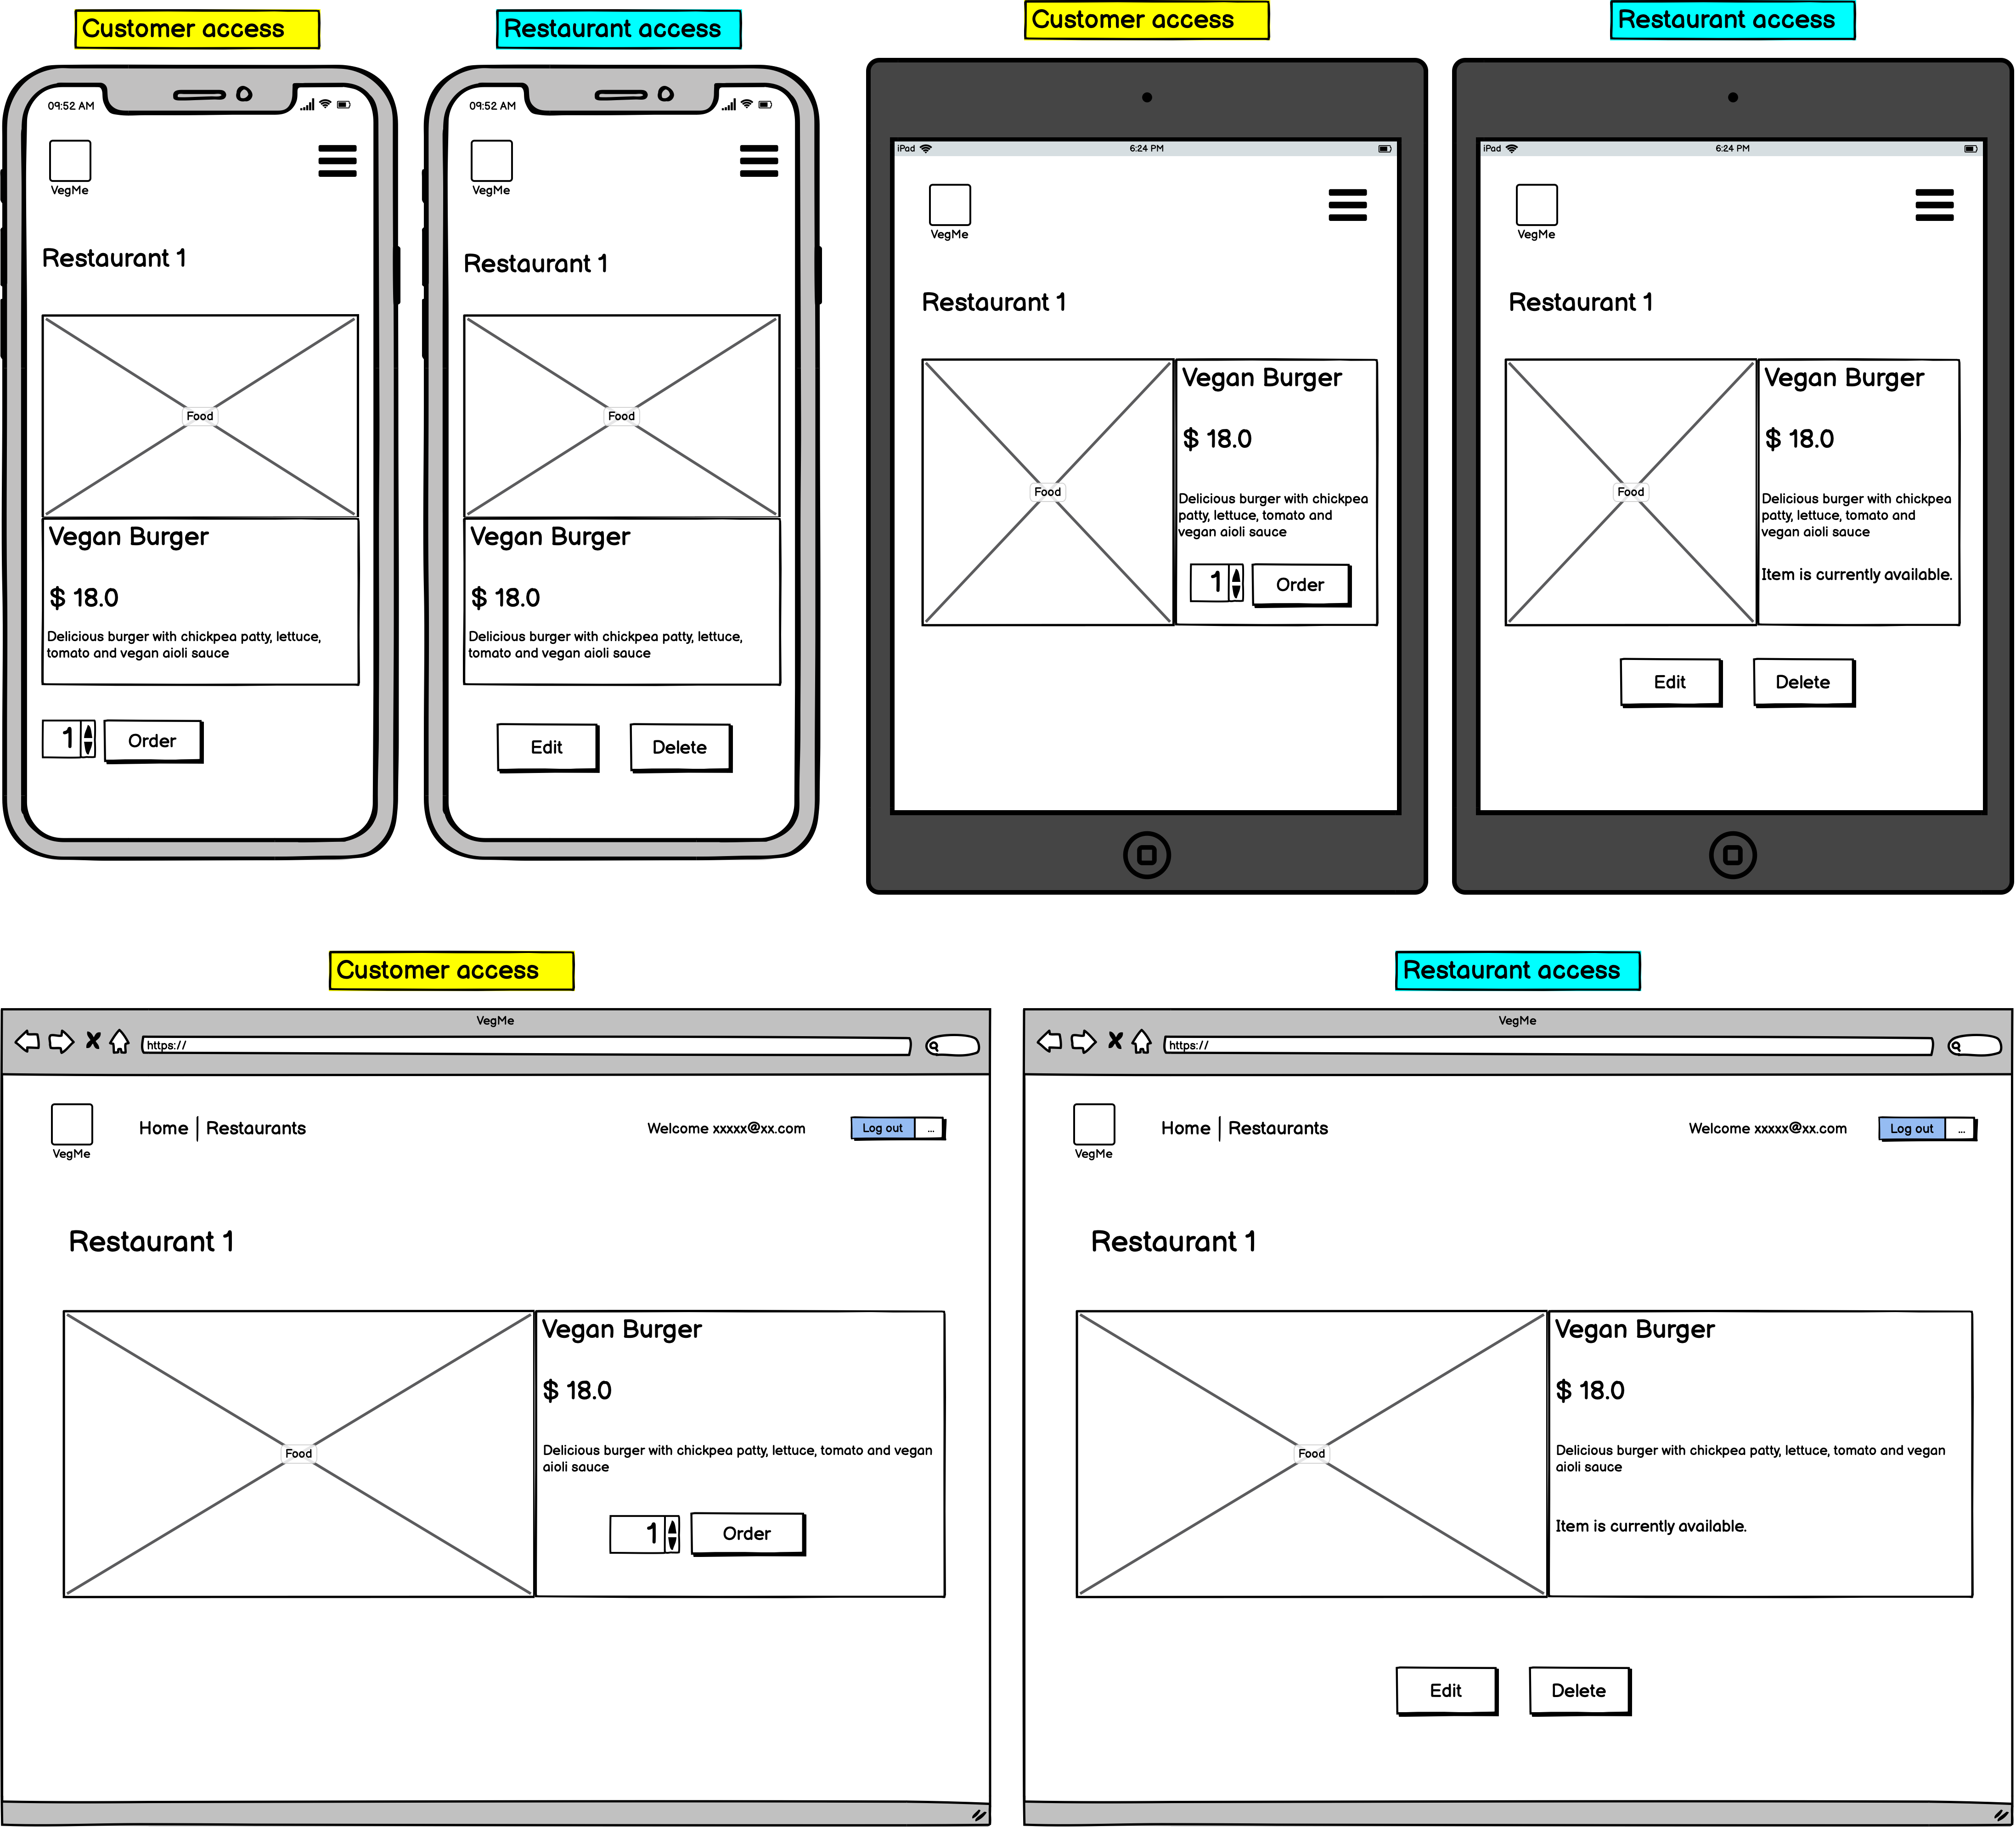 Customer access
09:52 AM
VegMe
Restaurant 1
Food
Vegan Burger
$ 18.0
Delicious burger with chickpea patty, lettuce,
tomato and vegan aioli sauce
1
Order
Restaurant access
09:52 AM
VegMe
Restaurant 1
Food
Vegan Burger
$ 18.0
Delicious burger with chickpea patty, lettuce,
tomato and vegan aioli sauce
Edit
Delete
Customer access
iPad
6:24 PM
VegMe
Restaurant 1
Food
Vegan Burger
$ 18.0
Delicious burger with chickpea
patty, lettuce, tomato and
vegan aioli sauce
1
Order
Restaurant access
iPad
6:24 PM
VegMe
Restaurant 1
Food
Vegan Burger
$ 18.0
Delicious burger with chickpea
patty, lettuce, tomato and
vegan aioli sauce
Item is currently available.
Edit
Delete
Customer access
VegMe
https://
VegMe
Home | Restaurants
Welcome xxxxx@xx.com
Log out
...
Restaurant 1
Food
Vegan Burger
$ 18.0
Delicious burger with chickpea patty, lettuce, tomato and vegan
aioli sauce
1
Order
Restaurant access
VegMe
https://
VegMe
Home | Restaurants
Welcome xxxxx@xx.com
Log out
...
Restaurant 1
Food
Vegan Burger
$ 18.0
Delicious burger with chickpea patty, lettuce, tomato and vegan
aioli sauce
Item is currently available.
Edit
Delete